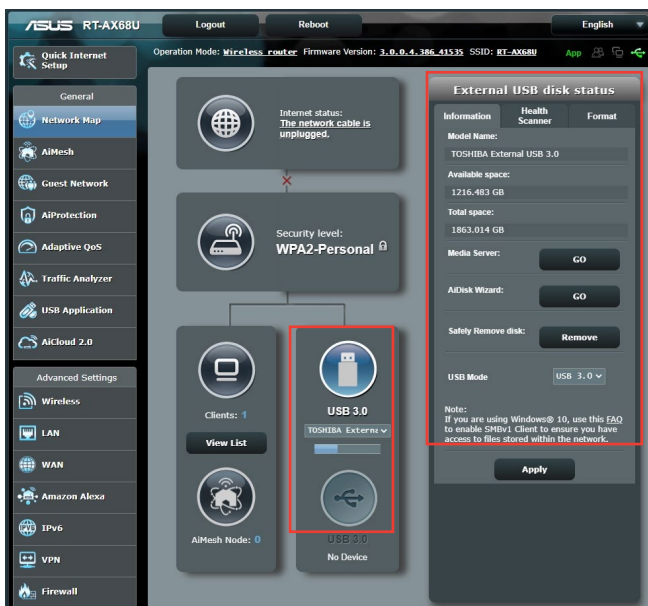 ASUS RT-AX68U
Logout
Reboot
English
Quick Internet
Setup
Operation Mode: Wireless router Firmware Version: 3.0.0.4.386_41535 SSID: RT-AX68U
App
General
Network Map
AiMesh
Guest Network
AiProtection
Adaptive QoS
Traffic Analyzer
USB Application
AiCloud 2.0
Advanced Settings
Wireless
LAN
WAN
Amazon Alexa
IPv6
VPN
Firewall
Internet status:
The network cable is
unplugged.
Security level:
WPA2-Personal
Clients: 1
View List
AiMesh Node: 0
USB 3.0
TOSHIBA Externa
USB 3.0
No Device
External USB disk status
Information
Health
Scanner
Format
Model Name:
TOSHIBA External USB 3.0
Available space:
1216.483 GB
Total space:
1863.014 GB
Media Server:
GO
AiDisk Wizard:
GO
Safely Remove disk:
Remove
USB Mode
USB 3.0
Note:
If you are using Windows® 10, use this FAQ
to enable SMBv1 Client to ensure you have
access to files stored within the network.
Apply